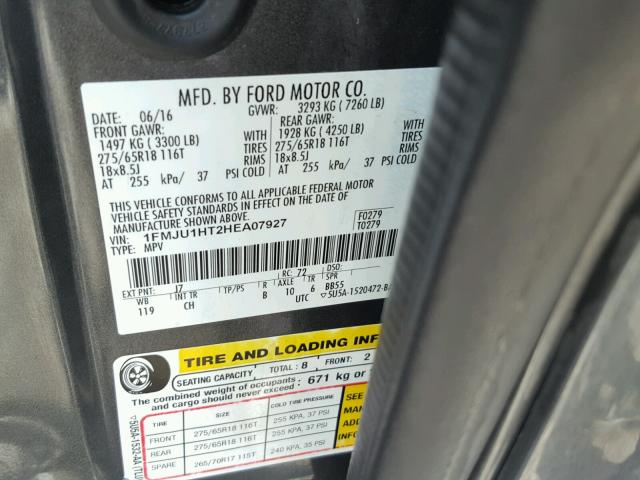 MFD. BY FORD MOTOR CO.
DATE: 06/16 GVWR: 3293 KG ( 7260 LB)
FRONT GAWR: REAR GAWR:
1497 KG ( 3300 LB) WITH 1928 KG ( 4250 LB) WITH
275/65R18 116T TIRES 275/65R18 116T TIRES
18x8.5J RIMS 18x8.5J RIMS
AT 255 kPa/ 37 PSI COLD AT 255 kPa/ 37 PSI COLD
THIS VEHICLE CONFORMS TO ALL APPLICABLE FEDERAL MOTOR
VEHICLE SAFETY STANDARDS IN EFFECT ON THE DATE OF
MANUFACTURE SHOWN ABOVE.
VIN: 1FMJU1HT2HEA07927 F0279
TYPE: MPV T0279
EXT PNT: J7 RC: 72 DSO:
WB INT TR TP/PS R AXLE TR SPR
119 CH B 10 6 BB55
UTC
TIRE AND LOADING INF
SEATING CAPACITY TOTAL: 8 FRONT: 2
The combined weight of occupants
and cargo should never exceed: 671 kg or
TIRE SIZE COLD TIRE PRESSURE SEE
FRONT 275/65R18 116T 255 KPA, 37 PSI MAN
REAR 275/65R18 116T 255 KPA, 37 PSI ADD
SPARE 265/70R17 115T 240 KPA, 35 PSI INFO